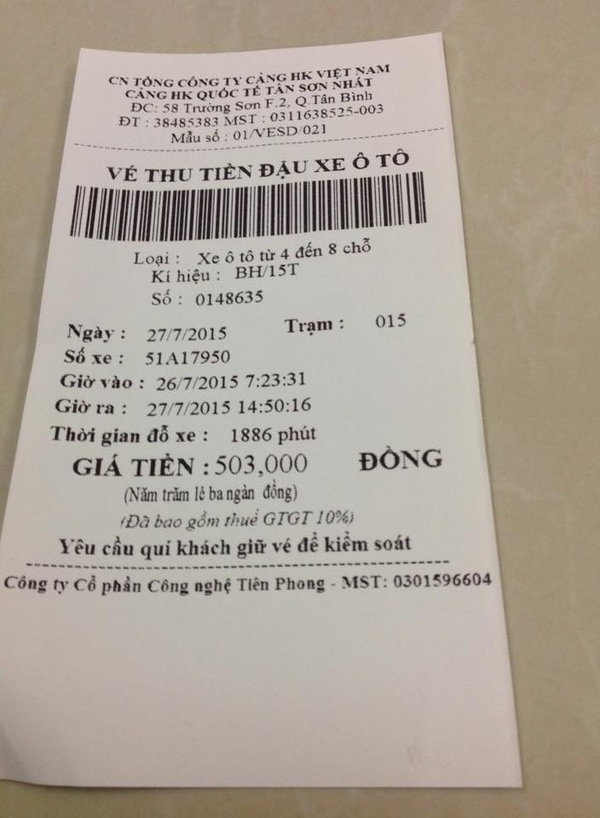 CN TỔNG CÔNG TY CẢNG HK VIỆT NAM
CẢNG HK QUỐC TẾ TÂN SƠN NHẤT
ĐC: 58 Trường Sơn F.2, Q.Tân Bình
ĐT : 38485383 MST : 0311638525-003
Mẫu số : 01/VESD/021
VÉ THU TIỀN ĐẬU XE Ô TÔ
Loại : Xe ô tô từ 4 đến 8 chỗ
Kí hiệu : BH/15T
Số : 0148635
Ngày : 27/7/2015 Trạm : 015
Số xe : 51A17950
Giờ vào : 26/7/2015 7:23:31
Giờ ra : 27/7/2015 14:50:16
Thời gian đỗ xe : 1886 phút
GIÁ TIỀN : 503,000 ĐỒNG
(Năm trăm lẻ ba ngàn đồng)
(Đã bao gồm thuế GTGT 10%)
Yêu cầu quí khách giữ vé để kiểm soát
Công ty Cổ phần Công nghệ Tiên Phong - MST: 0301596604